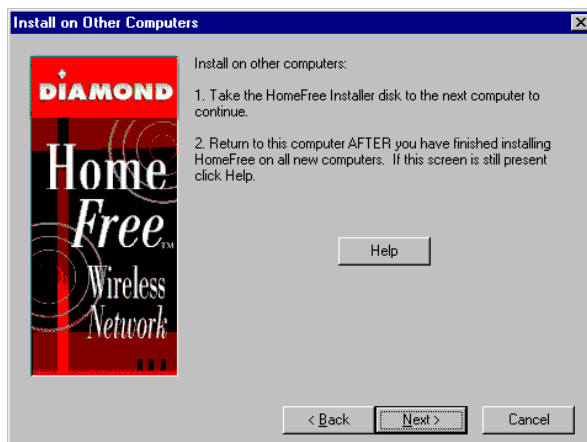 Install on Other Computers
DIAMOND
Home
Free™
Wireless
Network
Install on other computers:
1. Take the HomeFree Installer disk to the next computer to
continue.
2. Return to this computer AFTER you have finished installing
HomeFree on all new computers. If this screen is still present
click Help.
Help
< Back
Next >
Cancel